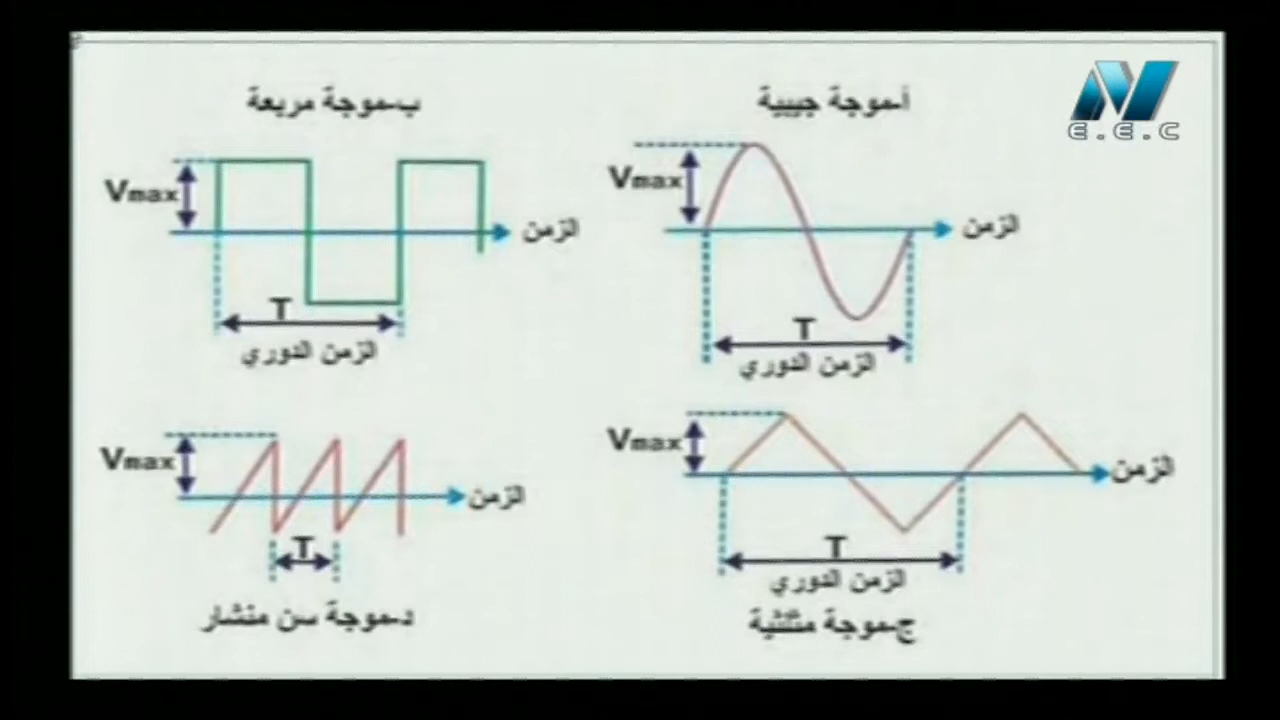 أ-موجة جيبية
Vmax
الزمن
T
الزمن الدوري
ب-موجة مربعة
Vmax
الزمن
T
الزمن الدوري
Vmax
الزمن
T
الزمن الدوري
ج-موجة مثلثية
Vmax
الزمن
T
د-موجة سن منشار
N
E.E.C